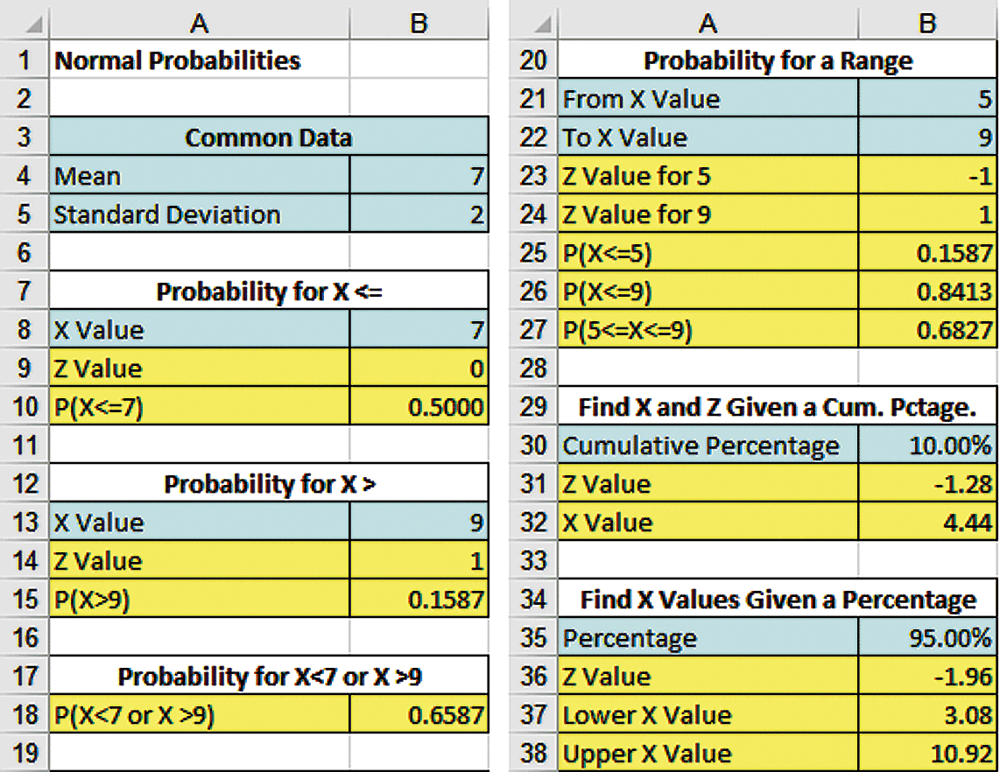 A B
1 Normal Probabilities
2
3 Common Data
4 Mean 7
5 Standard Deviation 2
6
7 Probability for X <=
8 X Value 7
9 Z Value 0
10 P(X<=7) 0.5000
11
12 Probability for X >
13 X Value 9
14 Z Value 1
15 P(X>9) 0.1587
16
17 Probability for X<7 or X >9
18 P(X<7 or X >9) 0.6587
19
A B
20 Probability for a Range
21 From X Value 5
22 To X Value 9
23 Z Value for 5 -1
24 Z Value for 9 1
25 P(X<=5) 0.1587
26 P(X<=9) 0.8413
27 P(5<=X<=9) 0.6827
28
29 Find X and Z Given a Cum. Pctage.
30 Cumulative Percentage 10.00%
31 Z Value -1.28
32 X Value 4.44
33
34 Find X Values Given a Percentage
35 Percentage 95.00%
36 Z Value -1.96
37 Lower X Value 3.08
38 Upper X Value 10.92